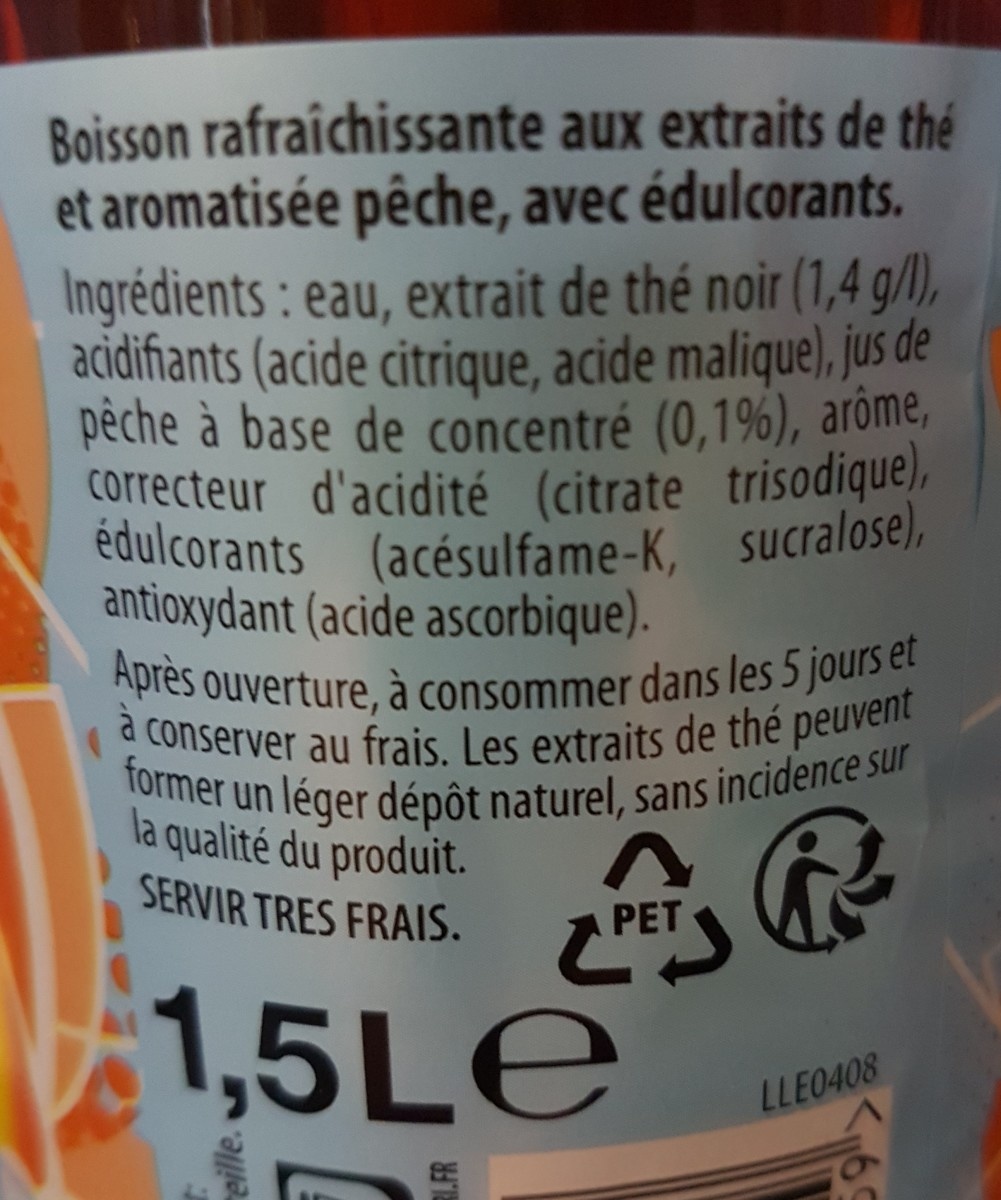 Boisson rafraîchissante aux extraits de thé
et aromatisée pêche, avec édulcorants.
Ingrédients : eau, extrait de thé noir (1,4 g/l),
acidifiants (acide citrique, acide malique), jus de
pêche à base de concentré (0,1%), arôme,
correcteur d'acidité (citrate trisodique),
édulcorants (acésulfame-K, sucralose),
antioxydant (acide ascorbique).
Après ouverture, à consommer dans les 5 jours et
à conserver au frais. Les extraits de thé peuvent
former un léger dépôt naturel, sans incidence sur
la qualité du produit.
SERVIR TRES FRAIS.
PET
1,5L e
LLE0408